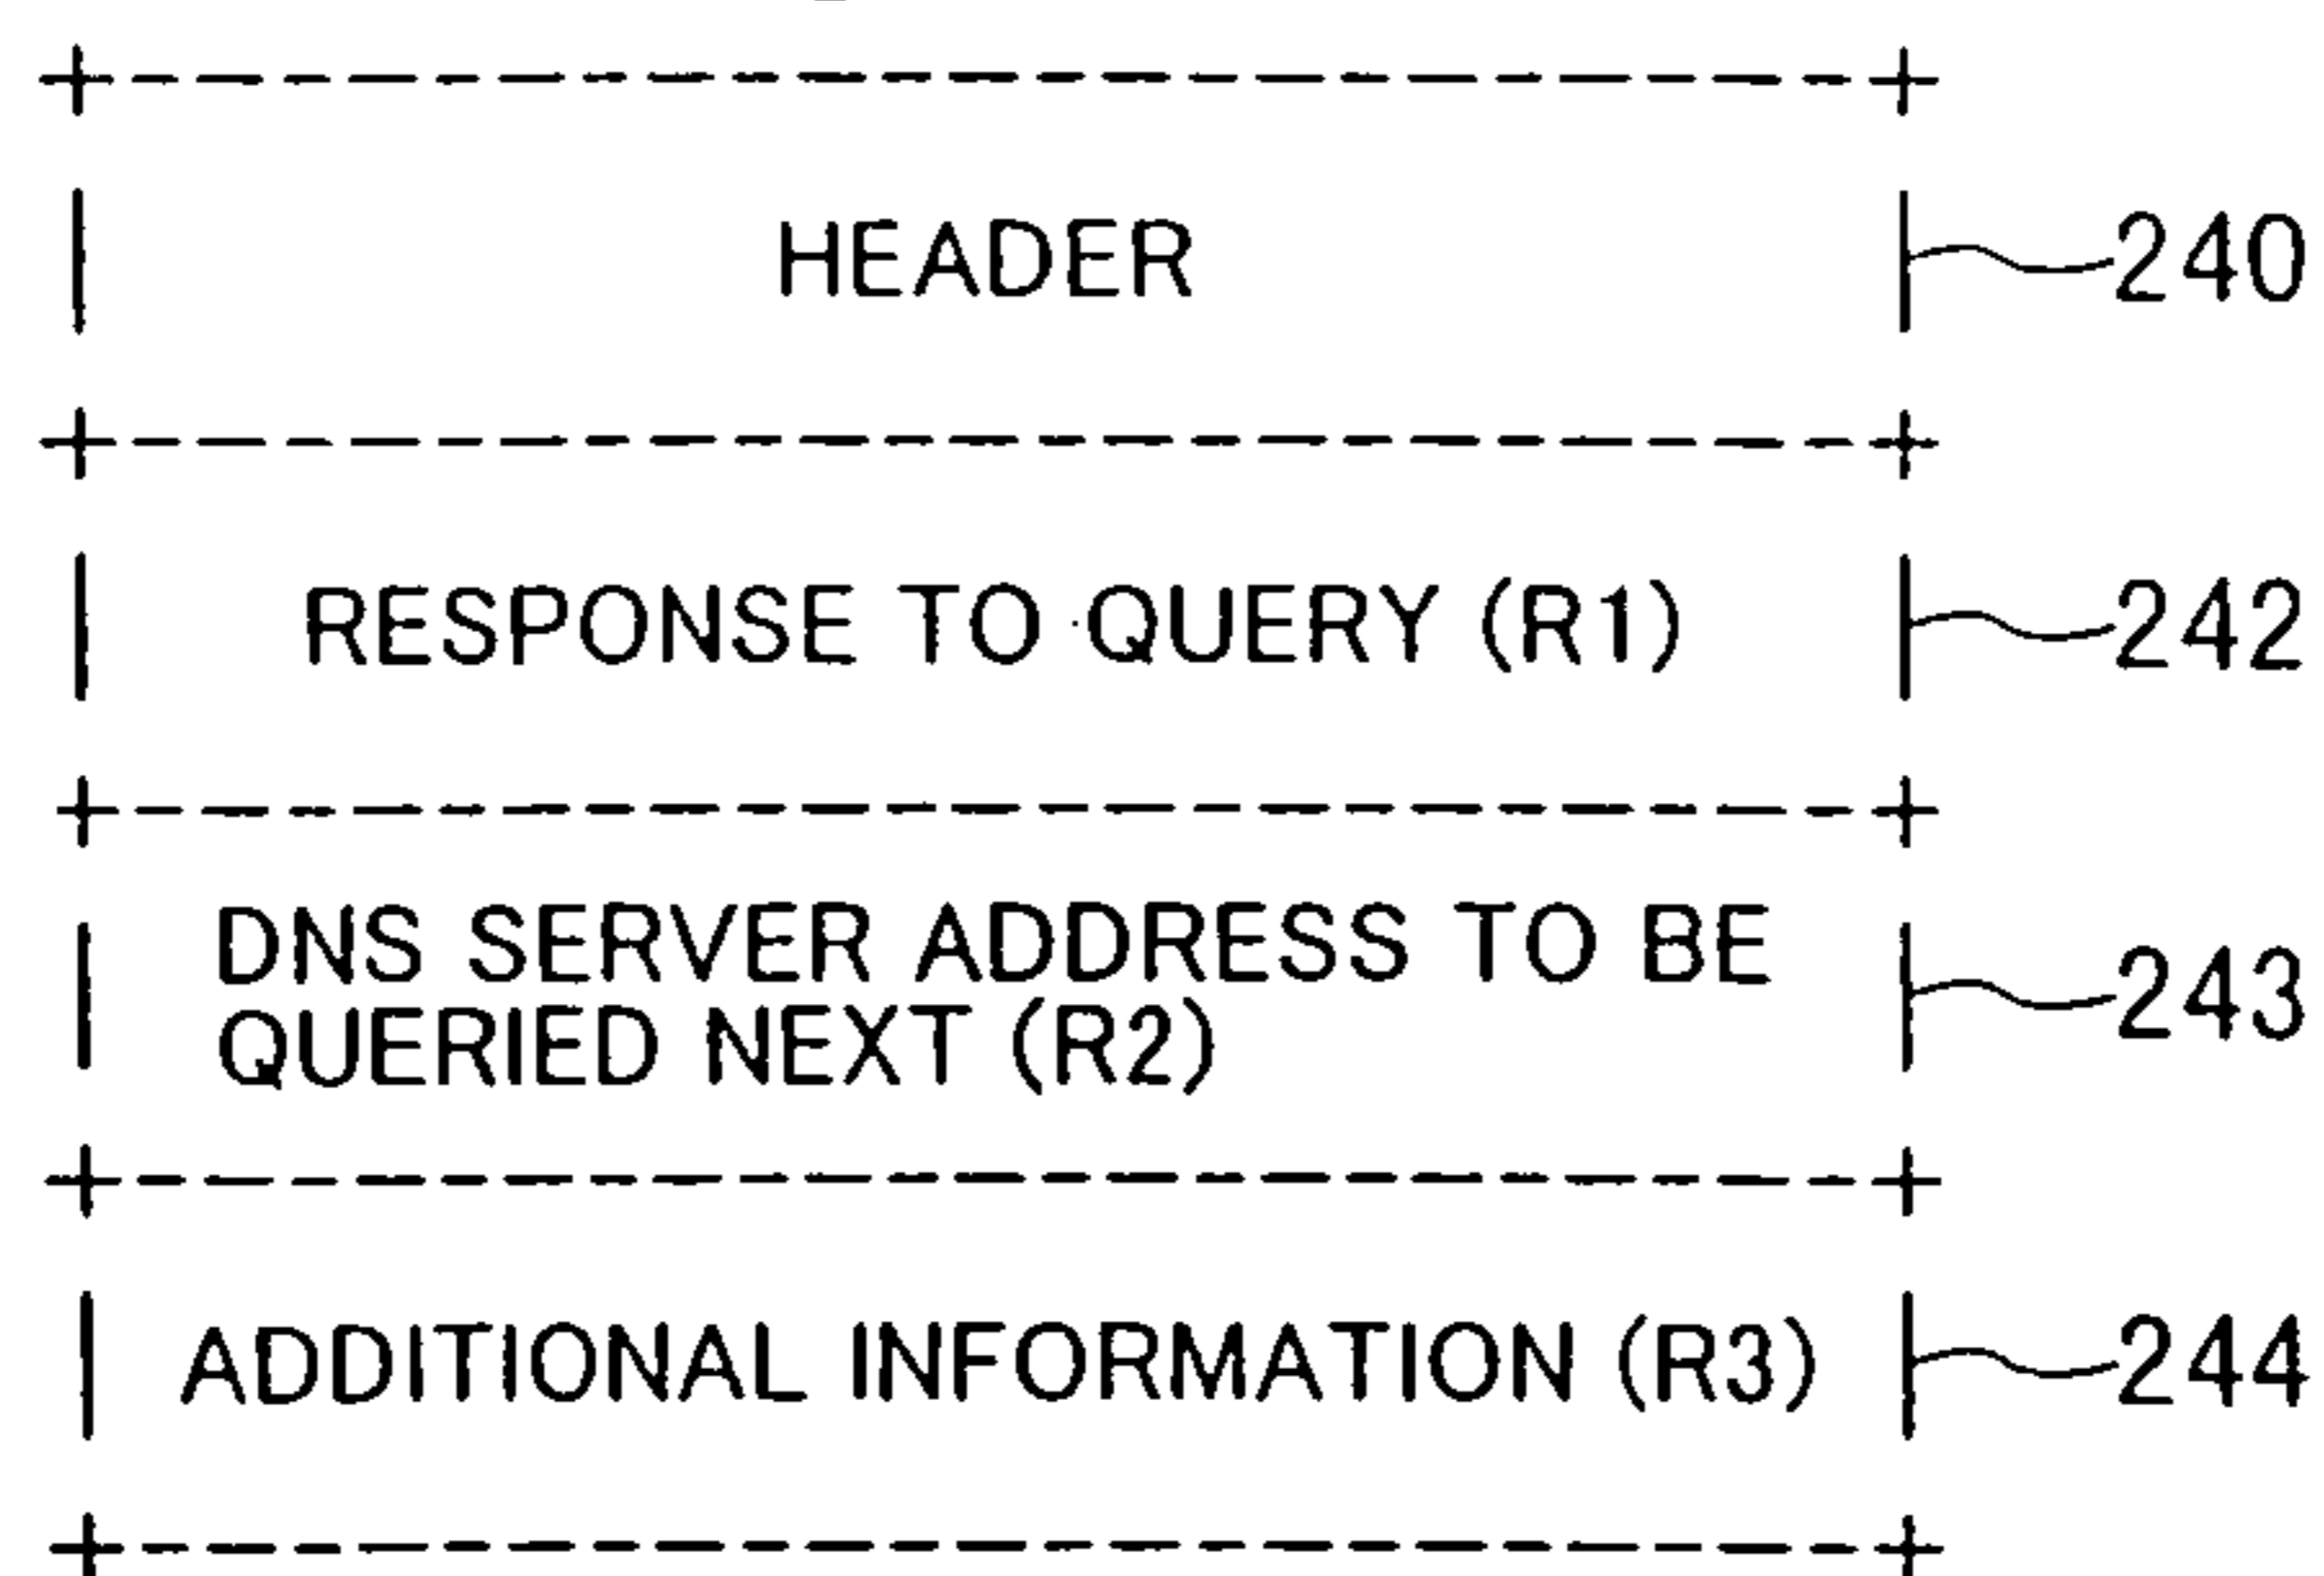 HEADER 240
RESPONSE TO QUERY (R1) 242
DNS SERVER ADDRESS TO BE
QUERIED NEXT (R2) 243
ADDITIONAL INFORMATION (R3) 244